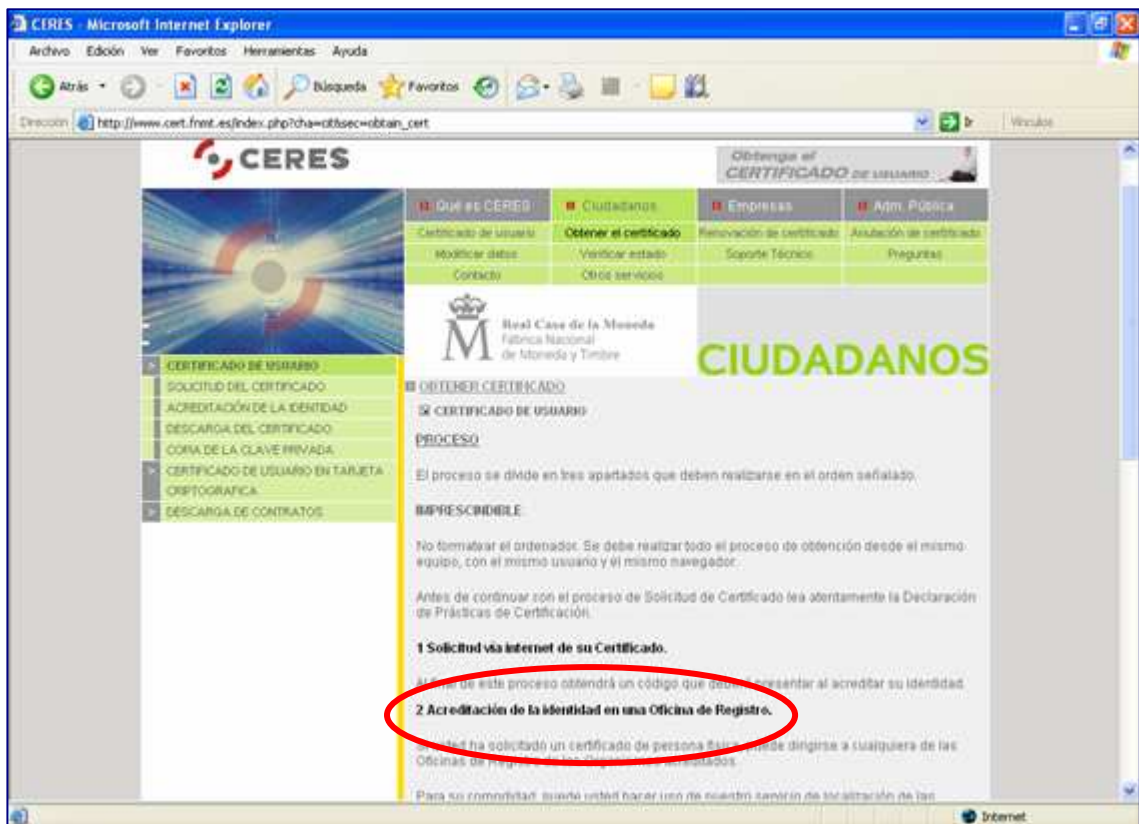 CERES - Microsoft Internet Explorer
Archivo Edición Ver Favoritos Herramientas Ayuda
Atrás Búsqueda Favoritos
Dirección http://www.cert.fnmt.es/index.php?cha=cit&sec=obtain_cert Ir Vínculos
CERES
Obtenga el
CERTIFICADO DE USUARIO
Qué es CERES Ciudadanos Empresas Adm. Pública
Certificado de usuario Obtener el certificado Renovación de certificado Anulación de certificado
Modificar datos Verificar estado Soporte Técnico Preguntas
Contacto Otros servicios
Real Casa de la Moneda
Fábrica Nacional
de Moneda y Timbre
CIUDADANOS
CERTIFICADO DE USUARIO
SOLICITUD DEL CERTIFICADO
ACREDITACIÓN DE LA IDENTIDAD
DESCARGA DEL CERTIFICADO
COPIA DE LA CLAVE PRIVADA
CERTIFICADO DE USUARIO EN TARJETA
CRIPTOGRAFICA
DESCARGA DE CONTRATOS
OBTENER CERTIFICADO
CERTIFICADO DE USUARIO
PROCESO
El proceso se divide en tres apartados que deben realizarse en el orden señalado.
IMPRESCINDIBLE
No formatear el ordenador. Se debe realizar todo el proceso de obtención desde el mismo
equipo, con el mismo usuario y el mismo navegador.
Antes de continuar con el proceso de Solicitud de Certificado lea atentamente la Declaración
de Prácticas de Certificación.
1 Solicitud vía internet de su Certificado.
Al final de este proceso obtendrá un código que deberá presentar al acreditar su identidad.
2 Acreditación de la identidad en una Oficina de Registro.
Si usted ha solicitado un certificado de persona física, puede dirigirse a cualquiera de las
Oficinas de Registro de los Organismos acreditados.
Para su comodidad, puede usted hacer uso de nuestro servicio de localización de las
Internet